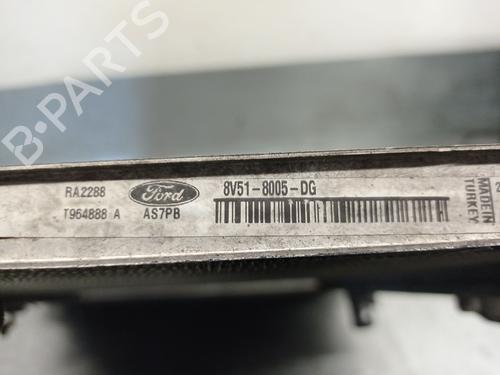 B-PARTS
RA2288
Ford
8V51-8005-DG
T964888 A
AS7PB
MADE IN
TURKEY